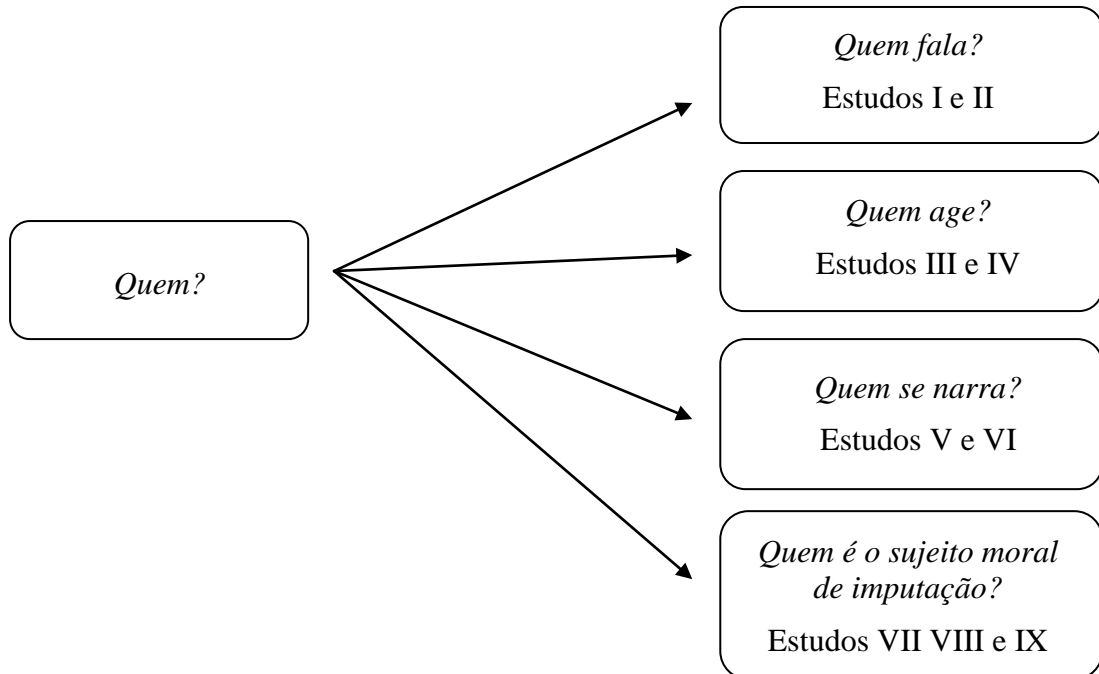 Quem?
Quem fala?
Estudos I e II
Quem age?
Estudos III e IV
Quem se narra?
Estudos V e VI
Quem é o sujeito moral
de imputação?
Estudos VII VIII e IX